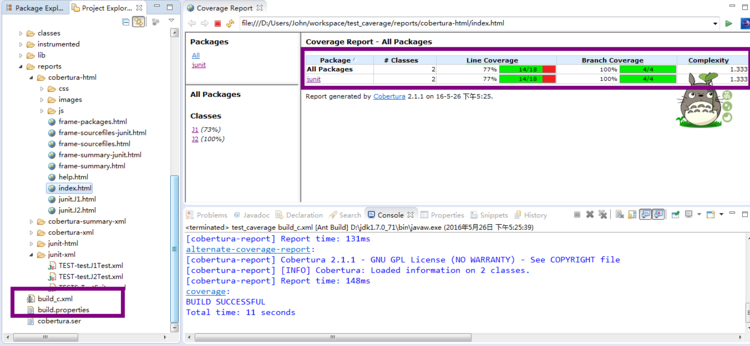 Package Expl...
Project Explor...
classes
instrumented
lib
reports
cobertura-html
css
images
js
frame-packages.html
frame-sourcefiles-junit.html
frame-sourcefiles.html
frame-summary-junit.html
frame-summary.html
help.html
index.html
junit.J1.html
junit.J2.html
cobertura-summary-xml
cobertura-xml
junit-html
junit-xml
TEST-test.J1Test.xml
TEST-test.J2Test.xml
build_c.xml
build.properties
cobertura.ser
Coverage Report
file:///D:/Users/John/workspace/test_caverage/reports/cobertura-html/index.html
Packages
All
junit
All Packages
Classes
J1 (73%)
J2 (100%)
Coverage Report - All Packages
Package # Classes Line Coverage Branch Coverage Complexity
All Packages 2 77% 14/18 100% 4/4 1.333
junit 2 77% 14/18 100% 4/4 1.333
Report generated by Cobertura 2.1.1 on 16-5-26 下午5:25.
Problems Javadoc Declaration Search Console Properties Snippets History
<terminated> test_caverage build_c.xml [Ant Build] D:\jdk1.7.0_71\bin\javaw.exe (2016年5月26日 下午5:25:39)
[cobertura-report] Report time: 131ms
alternate-coverage-report:
[cobertura-report] Cobertura 2.1.1 - GNU GPL License (NO WARRANTY) - See COPYRIGHT file
[cobertura-report] [INFO] Cobertura: Loaded information on 2 classes.
[cobertura-report] Report time: 148ms
coverage:
BUILD SUCCESSFUL
Total time: 11 seconds